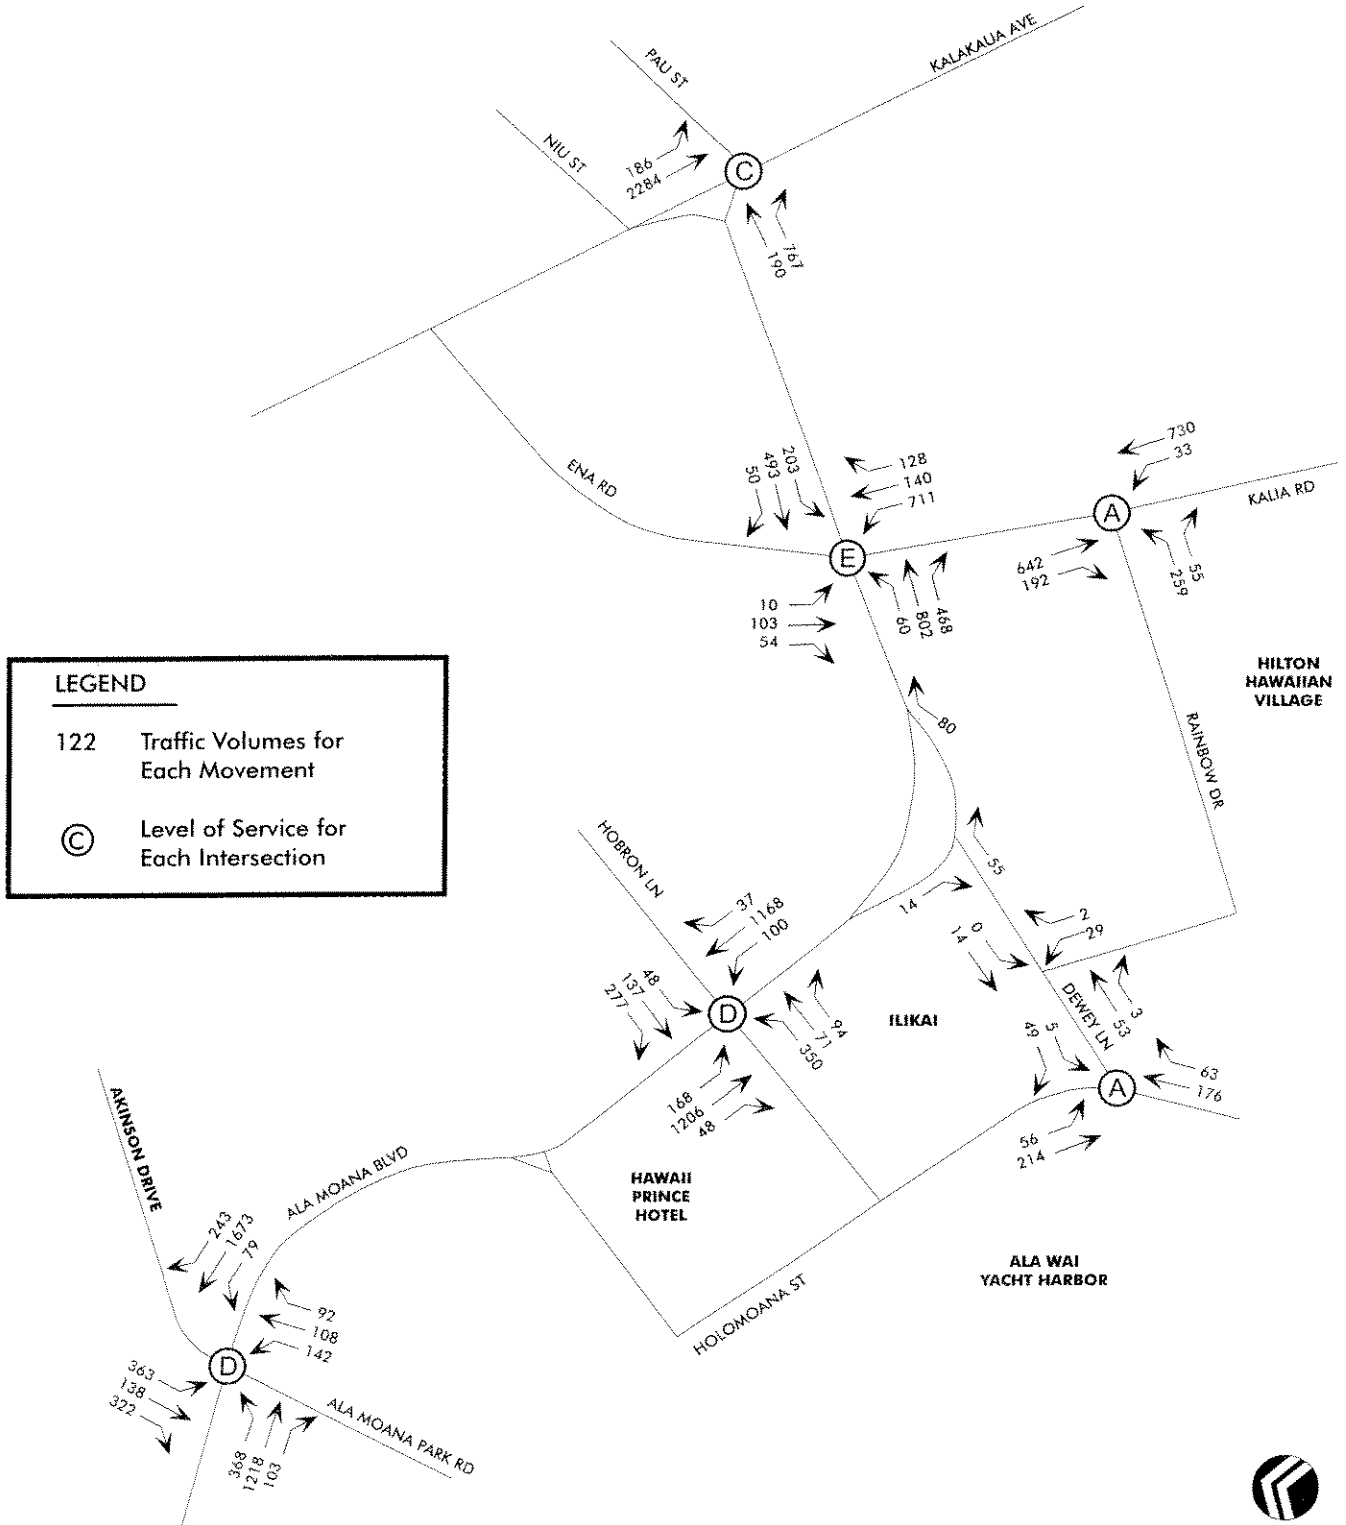 KALAKAUA AVE
PAU ST
NIU ST
C
186
2284
767
190
ENA RD
50
493
203
128
140
711
730
33
KALIA RD
A
E
642
192
55
259
10
103
54
60
802
468
HILTON
HAWAIIAN
VILLAGE
LEGEND
122 Traffic Volumes for
Each Movement
C Level of Service for
Each Intersection
80
RAINBOW DR
HOBRON LN
55
14
37
1168
100
2
29
0
14
48
137
277
D
ILIKAI
94
71
350
DEWEY LN
3
53
49
5
63
176
A
168
1206
48
56
214
AKINSON DRIVE
ALA MOANA BLVD
HAWAII
PRINCE
HOTEL
243
1673
79
ALA WAI
YACHT HARBOR
HOLOMOANA ST
92
108
142
D
363
138
322
ALA MOANA PARK RD
368
1218
103